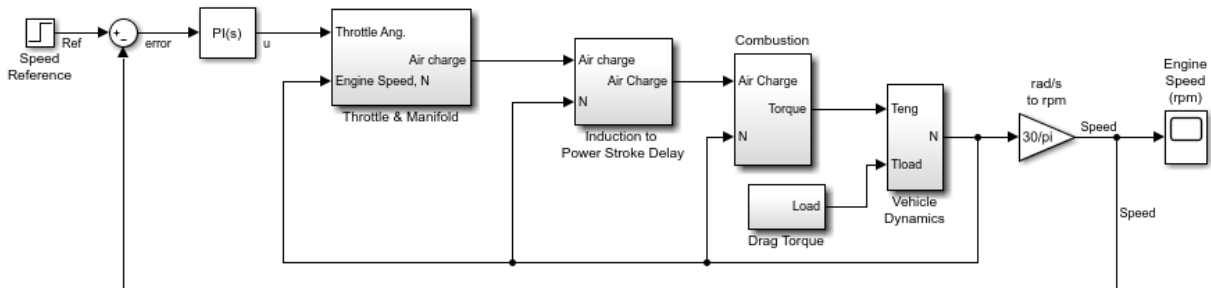 Speed
Reference
Ref
+
−
error
PI(s)
u
Throttle Ang.
Engine Speed, N
Air charge
Throttle & Manifold
Air charge
N
Air Charge
Induction to
Power Stroke Delay
Combustion
Air Charge
N
Torque
Load
Drag Torque
Teng
Tload
N
Vehicle
Dynamics
rad/s
to rpm
30/pi
Speed
Speed
Engine
Speed
(rpm)